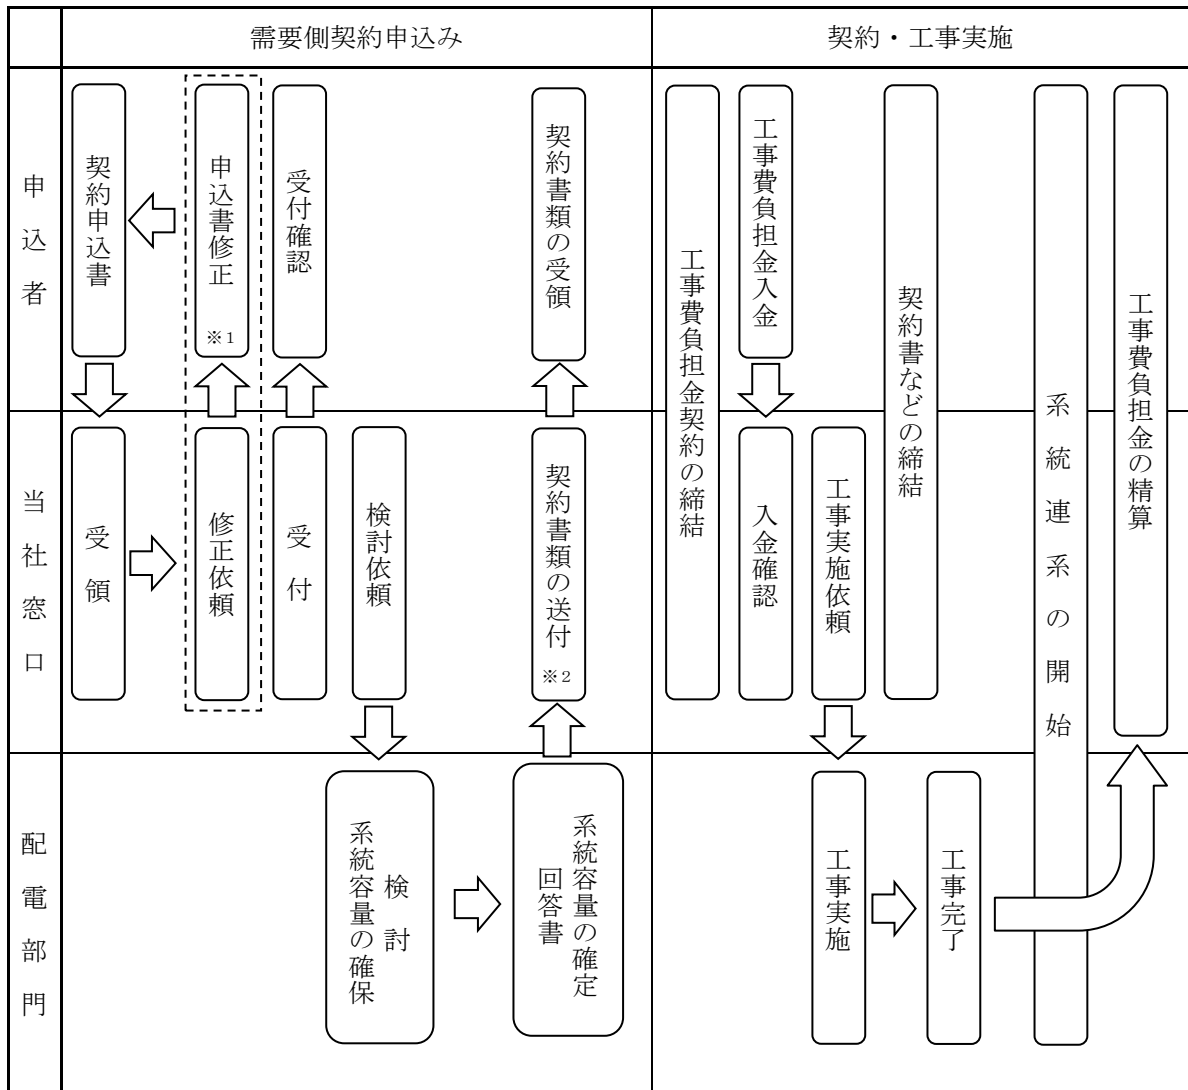 需要側契約申込み
契約・工事実施
申込者
契約申込書
申込書修正
※1
受付確認
契約書類の受領
工事費負担金契約の締結
工事費負担金入金
契約書などの締結
系統連系の開始
工事費負担金の精算
当社窓口
受領
修正依頼
受付
検討依頼
契約書類の送付
※2
入金確認
工事実施依頼
配電部門
検討
系統容量の確保
系統容量の確定
回答書
工事実施
工事完了